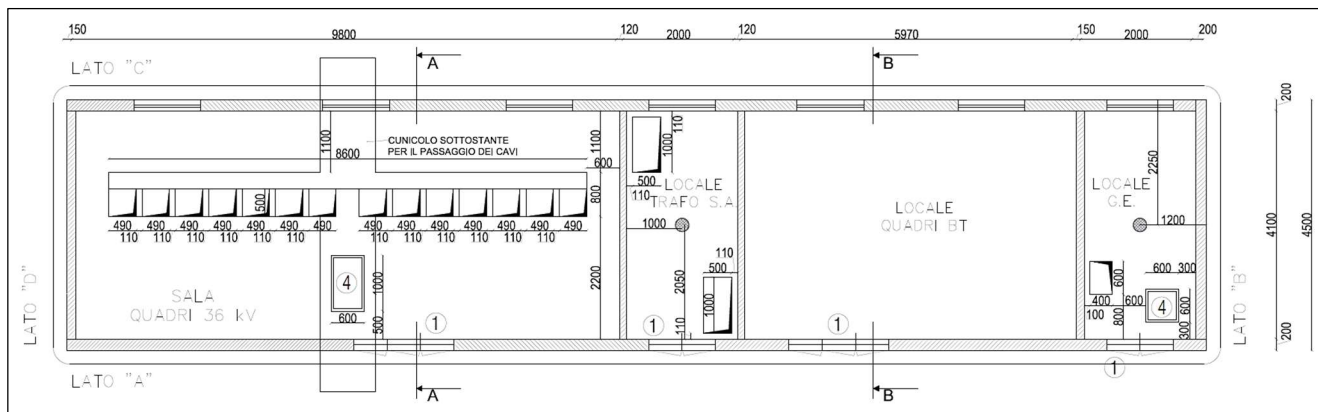 150 9800 120 2000 120 5970 150 2000 200
A B
LATO "C"
200
CUNICOLO SOTTOSTANTE
PER IL PASSAGGIO DEI CAVI
1100 8600 1100 600
110 1000
500 LOCALE
110 TRAFO S.A.
2250
LOCALE
G.E.
500 800
490 490 490 490 490 490 490 490 490 490 490 490 490
110 110 110 110 110 110 110 110 110 110 110
1000
LOCALE
QUADRI BT
1200
4100 4500
LATO "D"
SALA
QUADRI 36 kV
4
600
1000
500
2200
2050
110
500
1000
110
600
400 600
100 800
600 300
4
600
300
LATO "B"
1 1 1 1
200
LATO "A"
A B